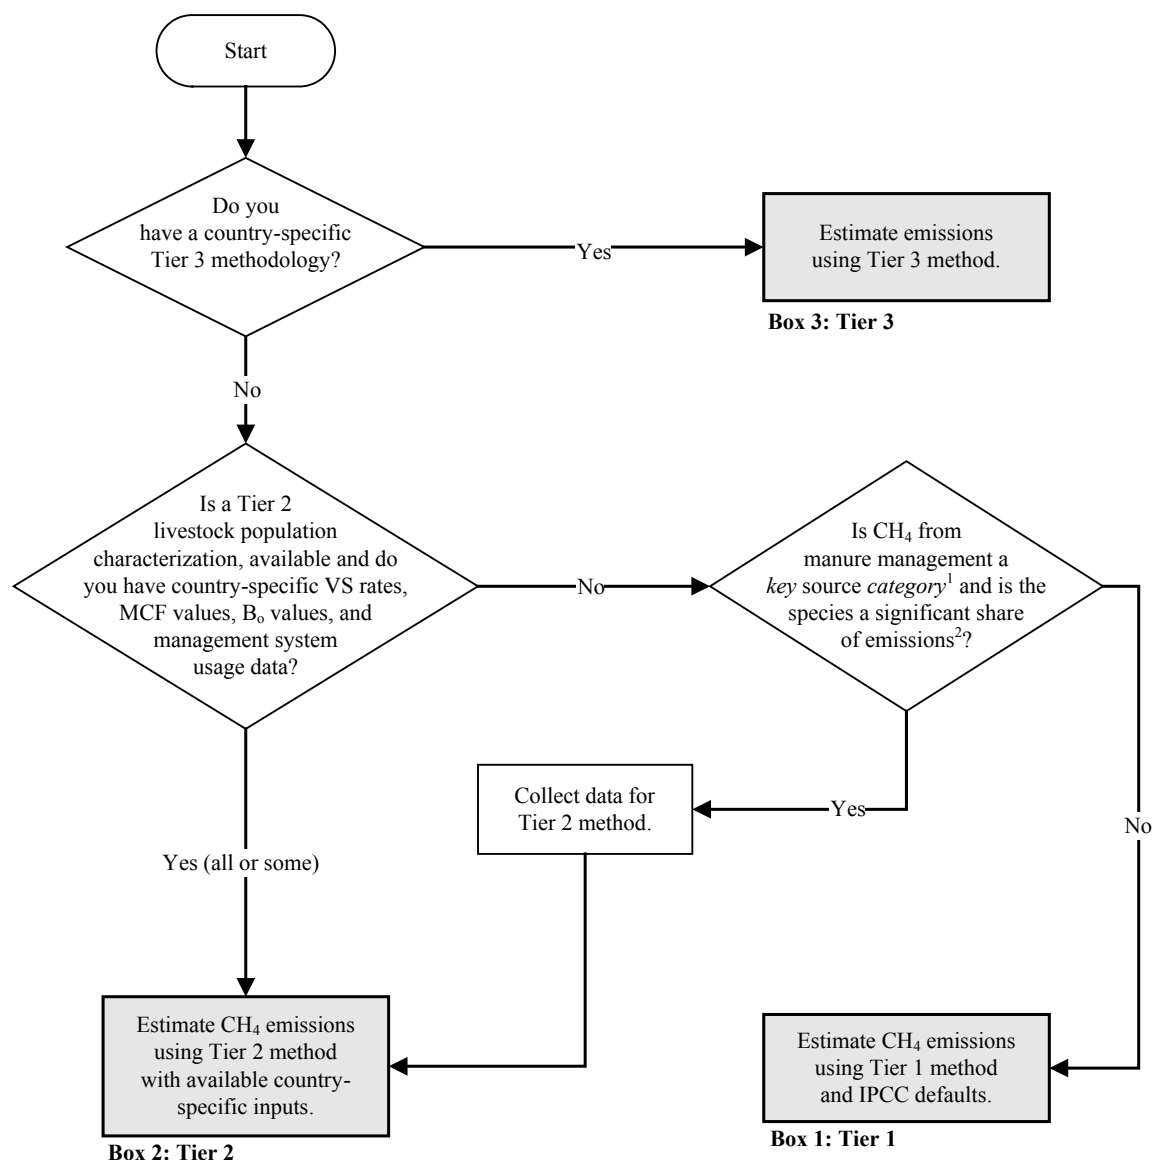 Start
Do you
have a country-specific
Tier 3 methodology?
Yes
Estimate emissions
using Tier 3 method.
Box 3: Tier 3
No
Is a Tier 2
livestock population
characterization, available and do
you have country-specific VS rates,
MCF values, Bₒ values, and
management system
usage data?
No
Is CH₄ from
manure management a
key source category¹ and is the
species a significant share
of emissions²?
Collect data for
Tier 2 method.
Yes
No
Yes (all or some)
Estimate CH₄ emissions
using Tier 2 method
with available country-
specific inputs.
Box 2: Tier 2
Estimate CH₄ emissions
using Tier 1 method
and IPCC defaults.
Box 1: Tier 1